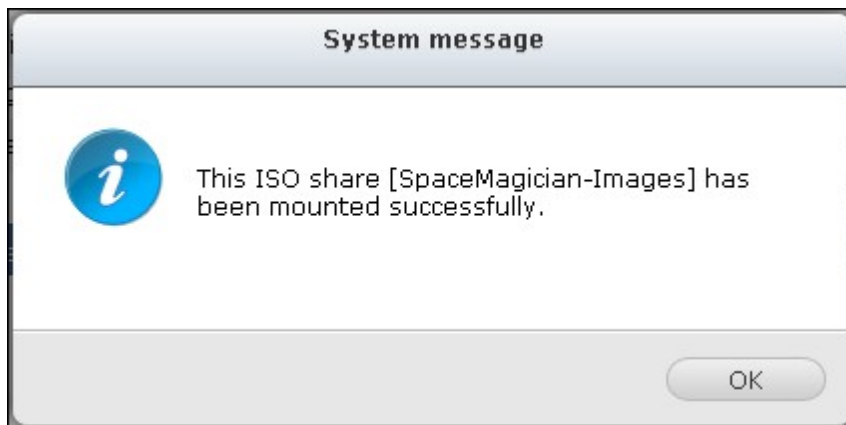 System message
This ISO share [SpaceMagician-Images] has
been mounted successfully.
OK